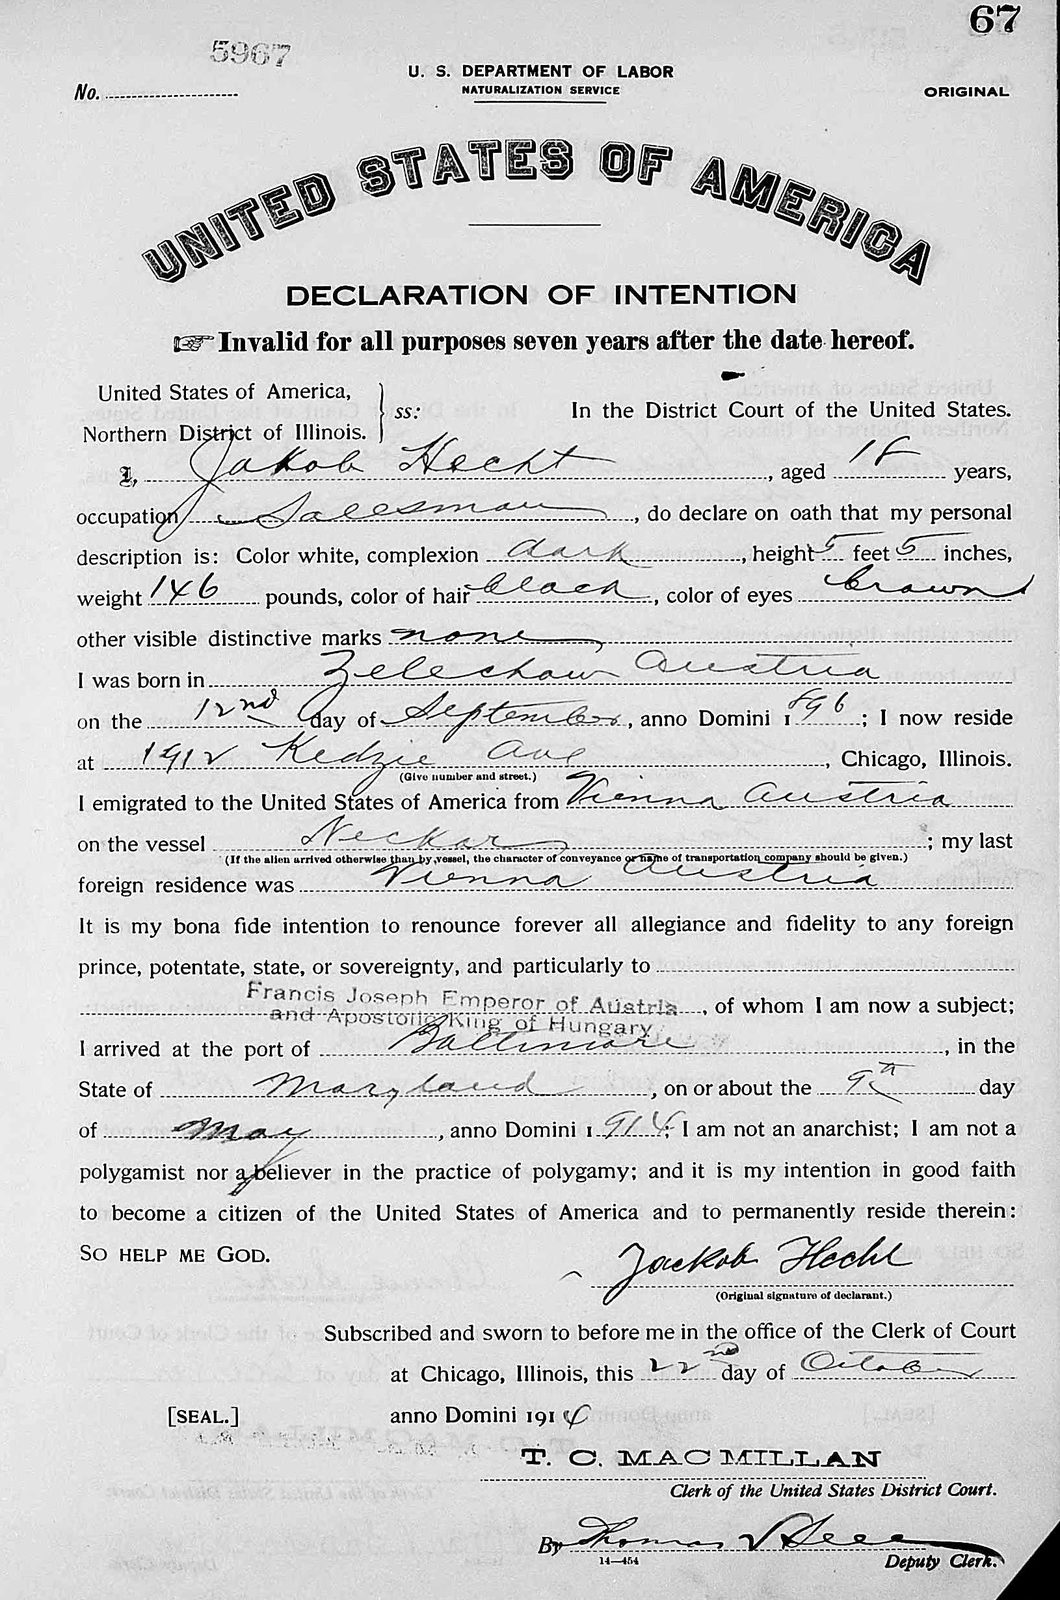 67
5967
U. S. DEPARTMENT OF LABOR
No. NATURALIZATION SERVICE ORIGINAL
UNITED STATES OF AMERICA
DECLARATION OF INTENTION
☞ Invalid for all purposes seven years after the date hereof.
United States of America,
Northern District of Illinois. } ss: In the District Court of the United States.
I, Jakob Hecht, aged 18 years,
occupation Salesman, do declare on oath that my personal
description is: Color white, complexion dark, height 5 feet 5 inches,
weight 146 pounds, color of hair black, color of eyes brown
other visible distinctive marks none
I was born in Zelechow Austria
on the 12nd day of September, anno Domini 1896; I now reside
at 1912 Kedzie Ave, Chicago, Illinois.
(Give number and street.)
I emigrated to the United States of America from Vienna Austria
on the vessel Neckar; my last
(If the alien arrived otherwise than by vessel, the character of conveyance or name of transportation company should be given.)
foreign residence was Vienna Austria
It is my bona fide intention to renounce forever all allegiance and fidelity to any foreign
prince, potentate, state, or sovereignty, and particularly to
Francis Joseph Emperor of Austria
and Apostolic King of Hungary, of whom I am now a subject;
I arrived at the port of Baltimore, in the
State of Maryland, on or about the 9th day
of May, anno Domini 1914; I am not an anarchist; I am not a
polygamist nor a believer in the practice of polygamy; and it is my intention in good faith
to become a citizen of the United States of America and to permanently reside therein:
SO HELP ME GOD.
Jackob Hecht
(Original signature of declarant.)
Subscribed and sworn to before me in the office of the Clerk of Court
at Chicago, Illinois, this 22nd day of October
[SEAL.] anno Domini 1914
T. C. MACMILLAN
Clerk of the United States District Court.
By Thomas
14—454
Deputy Clerk.